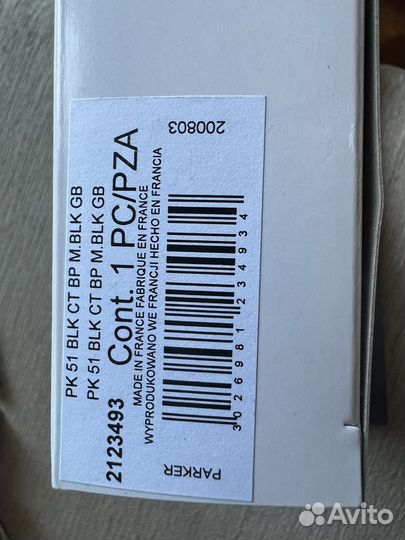 PK 51 BLK CT BP M.BLK GB
PK 51 BLK CT BP M.BLK GB
2123493 Cont. 1 PC/PZA
MADE IN FRANCE FABRIQUE EN FRANCE
WYPRODUKOWANO WE FRANCJI HECHO EN FRANCIA
3 026981 234934
PARKER 200803
Avito